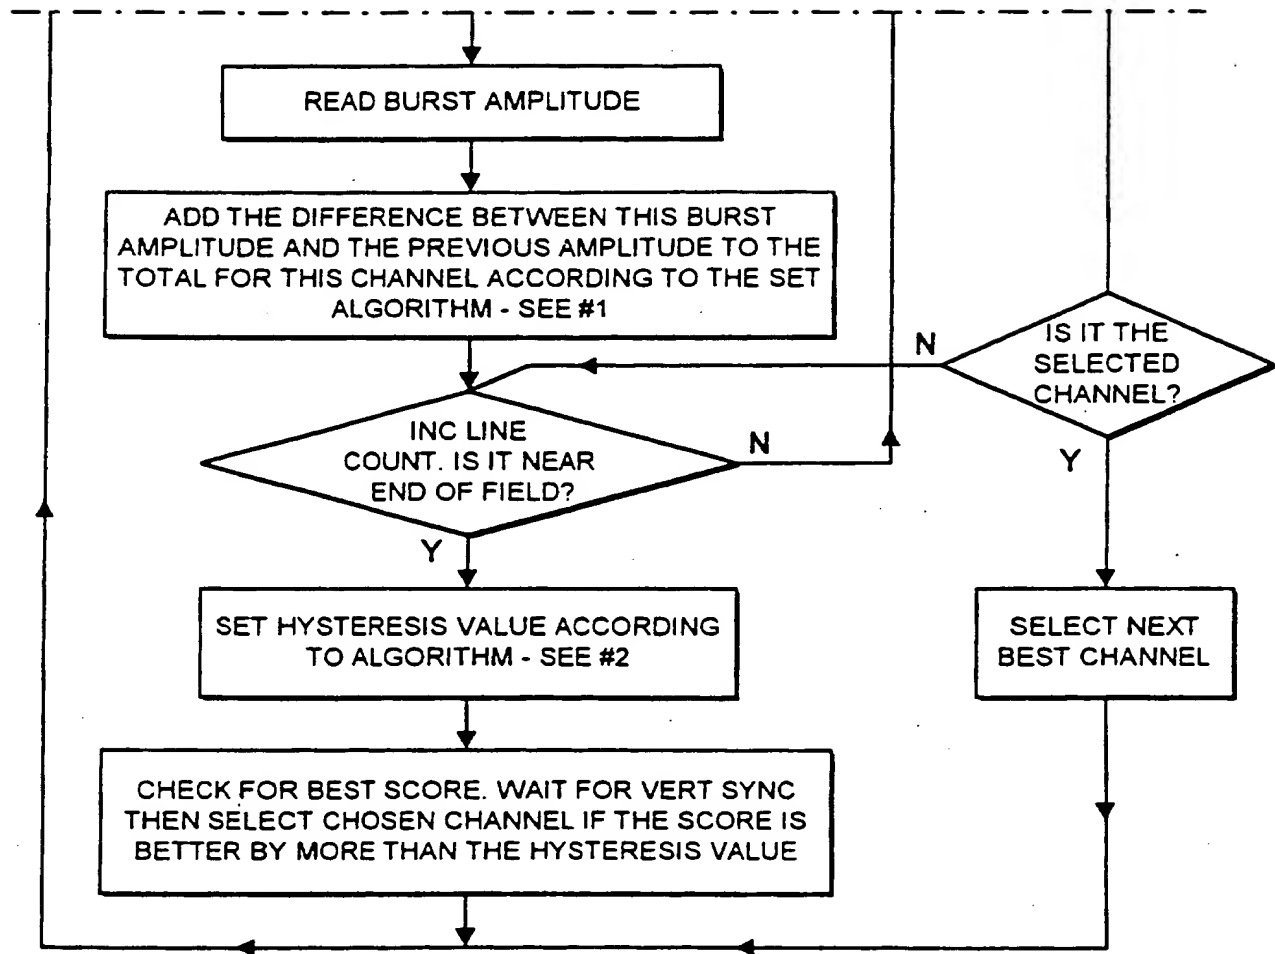 READ BURST AMPLITUDE
ADD THE DIFFERENCE BETWEEN THIS BURST
AMPLITUDE AND THE PREVIOUS AMPLITUDE TO THE
TOTAL FOR THIS CHANNEL ACCORDING TO THE SET
ALGORITHM - SEE #1
N
IS IT THE
SELECTED
CHANNEL?
INC LINE
COUNT. IS IT NEAR
END OF FIELD?
N
Y
Y
SET HYSTERESIS VALUE ACCORDING
TO ALGORITHM - SEE #2
SELECT NEXT
BEST CHANNEL
CHECK FOR BEST SCORE. WAIT FOR VERT SYNC
THEN SELECT CHOSEN CHANNEL IF THE SCORE IS
BETTER BY MORE THAN THE HYSTERESIS VALUE